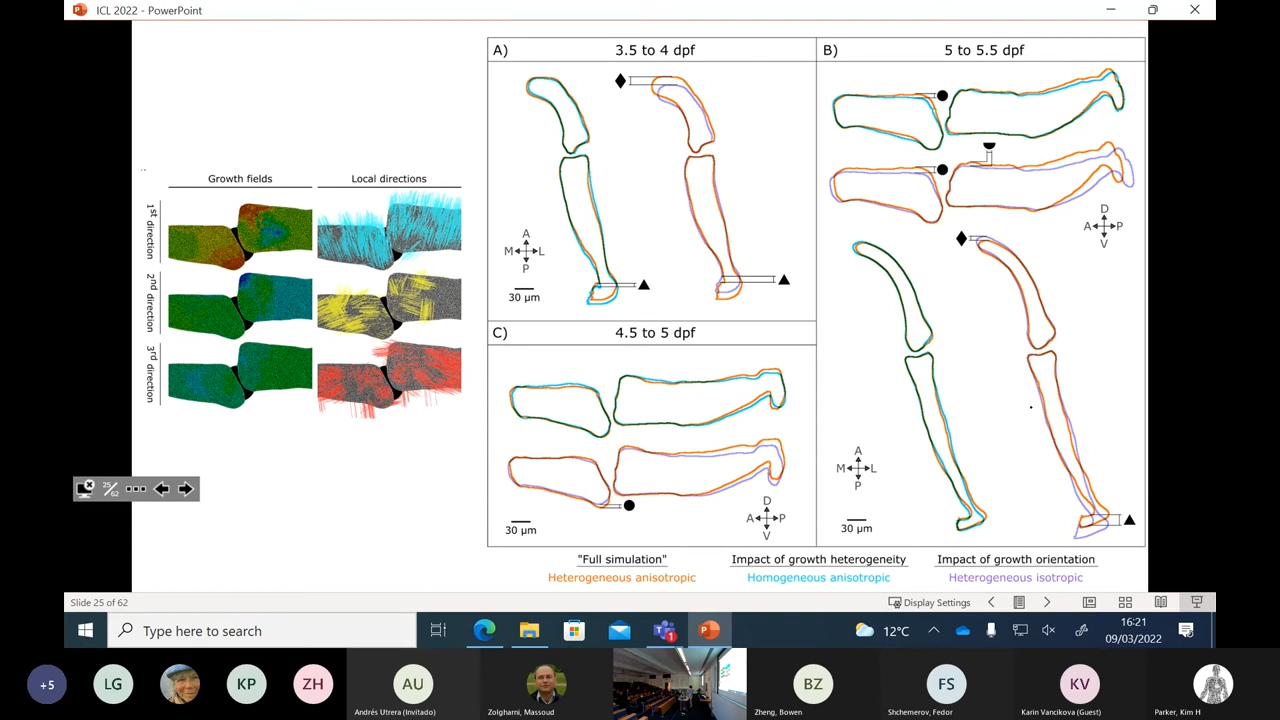 ICL 2022 - PowerPoint
Growth fields
Local directions
1st direction
2nd direction
3rd direction
A)
3.5 to 4 dpf
A
M
L
P
30 µm
B)
5 to 5.5 dpf
D
A
P
V
A
M
L
P
30 µm
C)
4.5 to 5 dpf
30 µm
D
A
P
V
"Full simulation"
Heterogeneous anisotropic
Impact of growth heterogeneity
Homogeneous anisotropic
Impact of growth orientation
Heterogeneous isotropic
25/62
Slide 25 of 62
Display Settings
Type here to search
1
12°C
16:21
09/03/2022
+5
LG
KP
ZH
AU
Andrés Utrera (Invitado)
Zolgharni, Massoud
BZ
Zheng, Bowen
FS
Shchemerov, Fedor
KV
Karin Vancikova (Guest)
Parker, Kim H